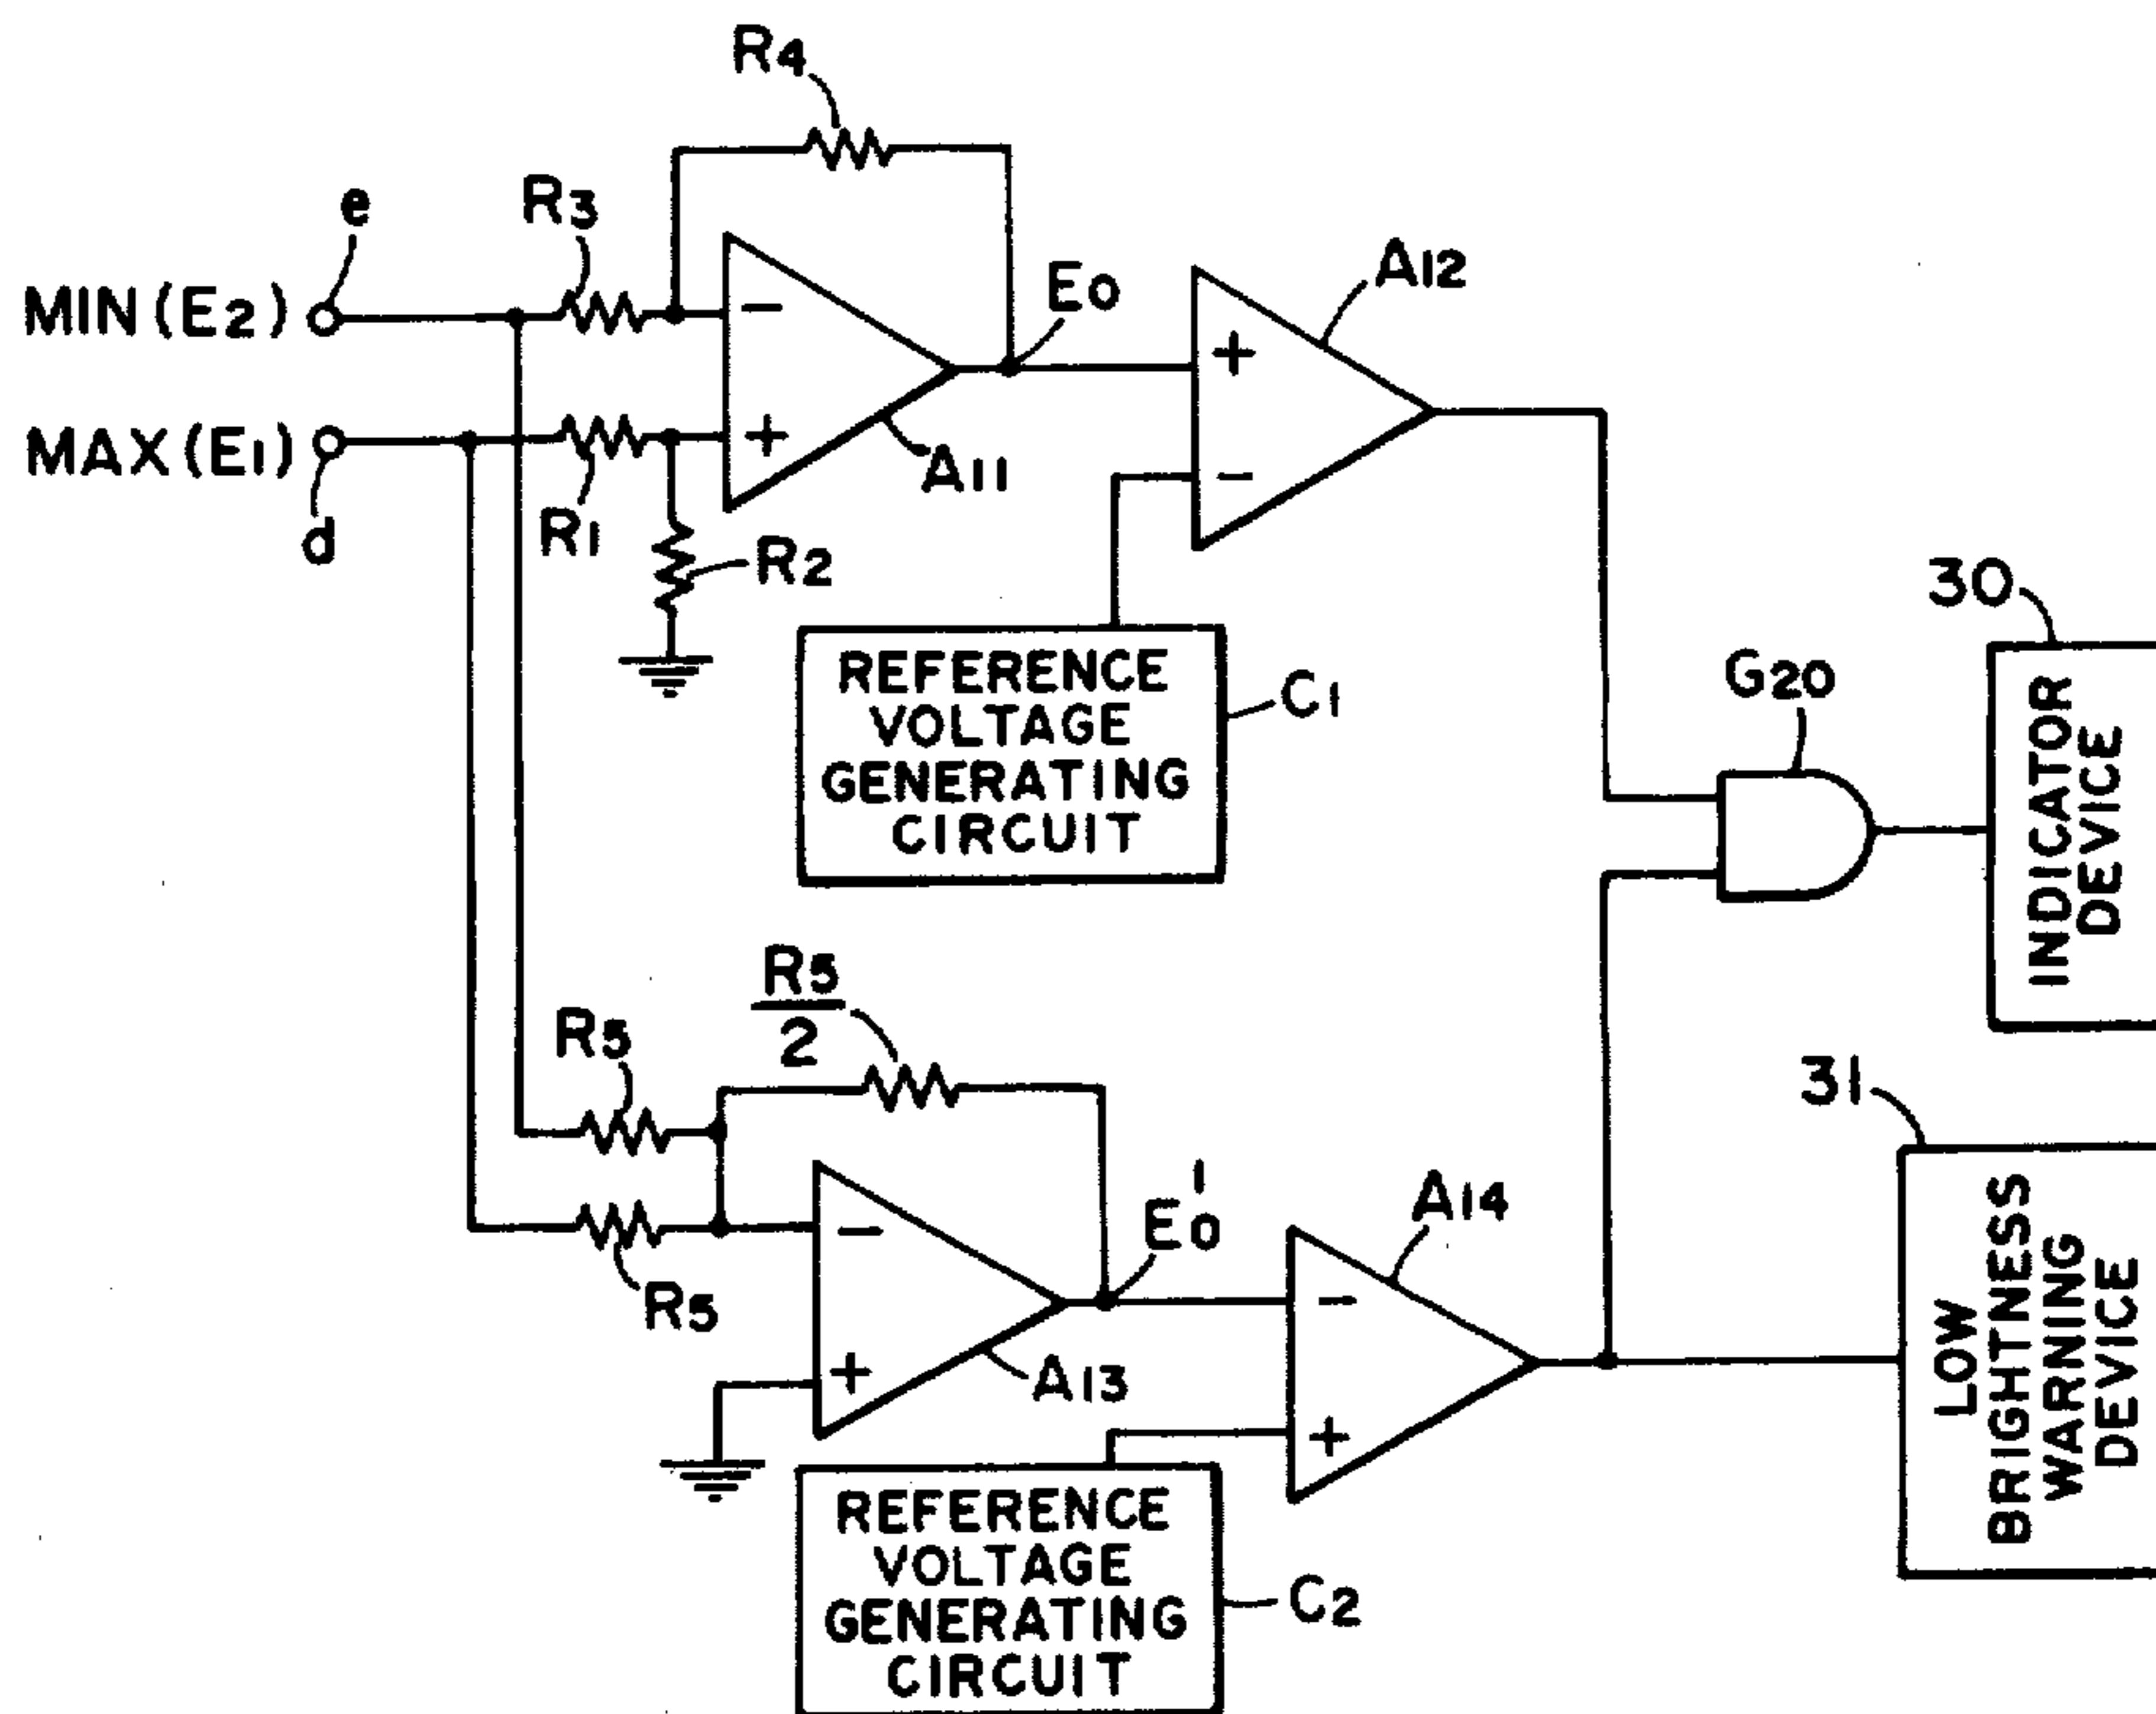 R4
e
R3
MIN (E2)
E0
A12
MAX (E1)
d
R1
A11
R2
REFERENCE
VOLTAGE
GENERATING
CIRCUIT
C1
G20
30
INDICATOR
DEVICE
R5
R5
2
R5
E0'
A13
A14
31
LOW
BRIGHTNESS
WARNING
DEVICE
REFERENCE
VOLTAGE
GENERATING
CIRCUIT
C2